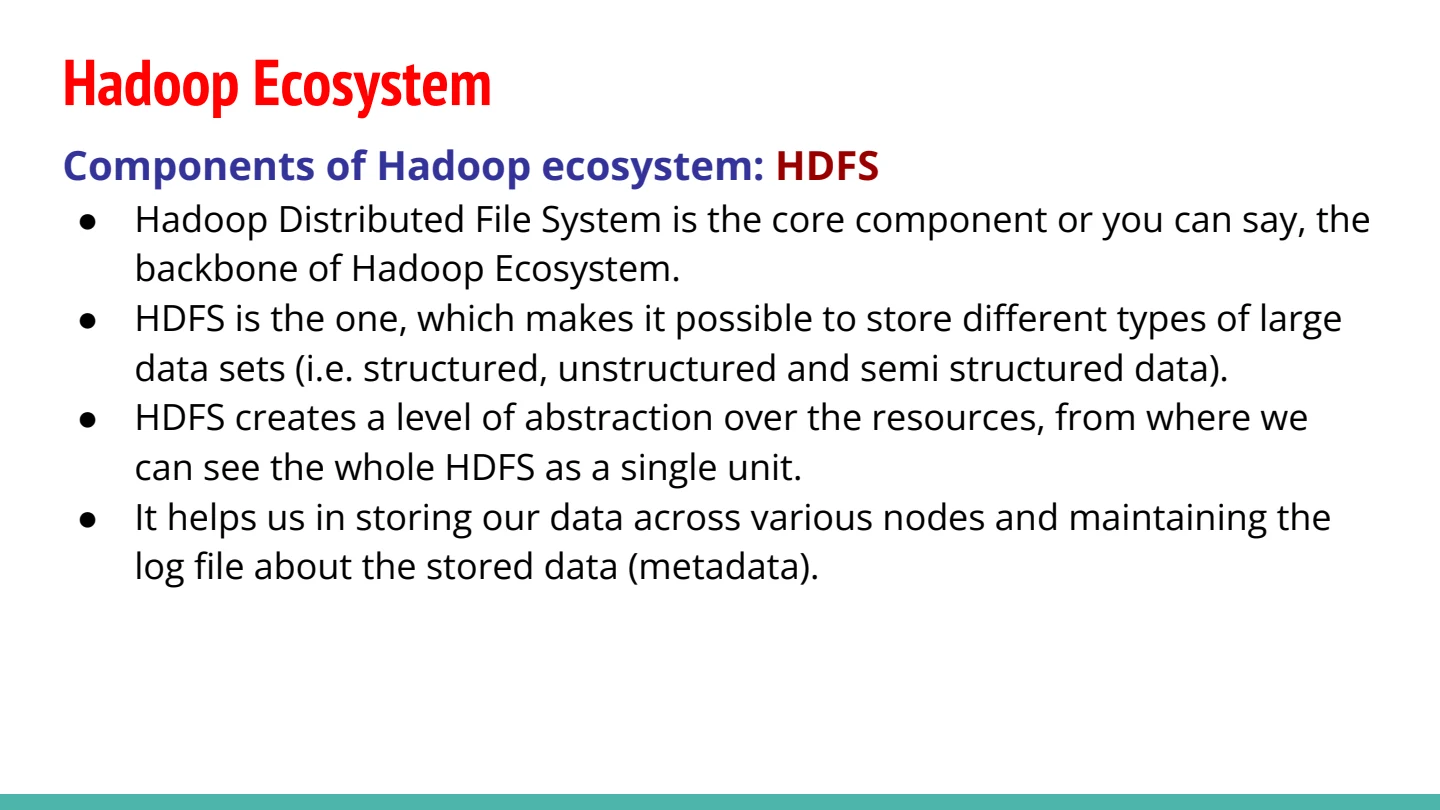 Hadoop Ecosystem
Components of Hadoop ecosystem: HDFS
● Hadoop Distributed File System is the core component or you can say, the
backbone of Hadoop Ecosystem.
● HDFS is the one, which makes it possible to store different types of large
data sets (i.e. structured, unstructured and semi structured data).
● HDFS creates a level of abstraction over the resources, from where we
can see the whole HDFS as a single unit.
● It helps us in storing our data across various nodes and maintaining the
log file about the stored data (metadata).